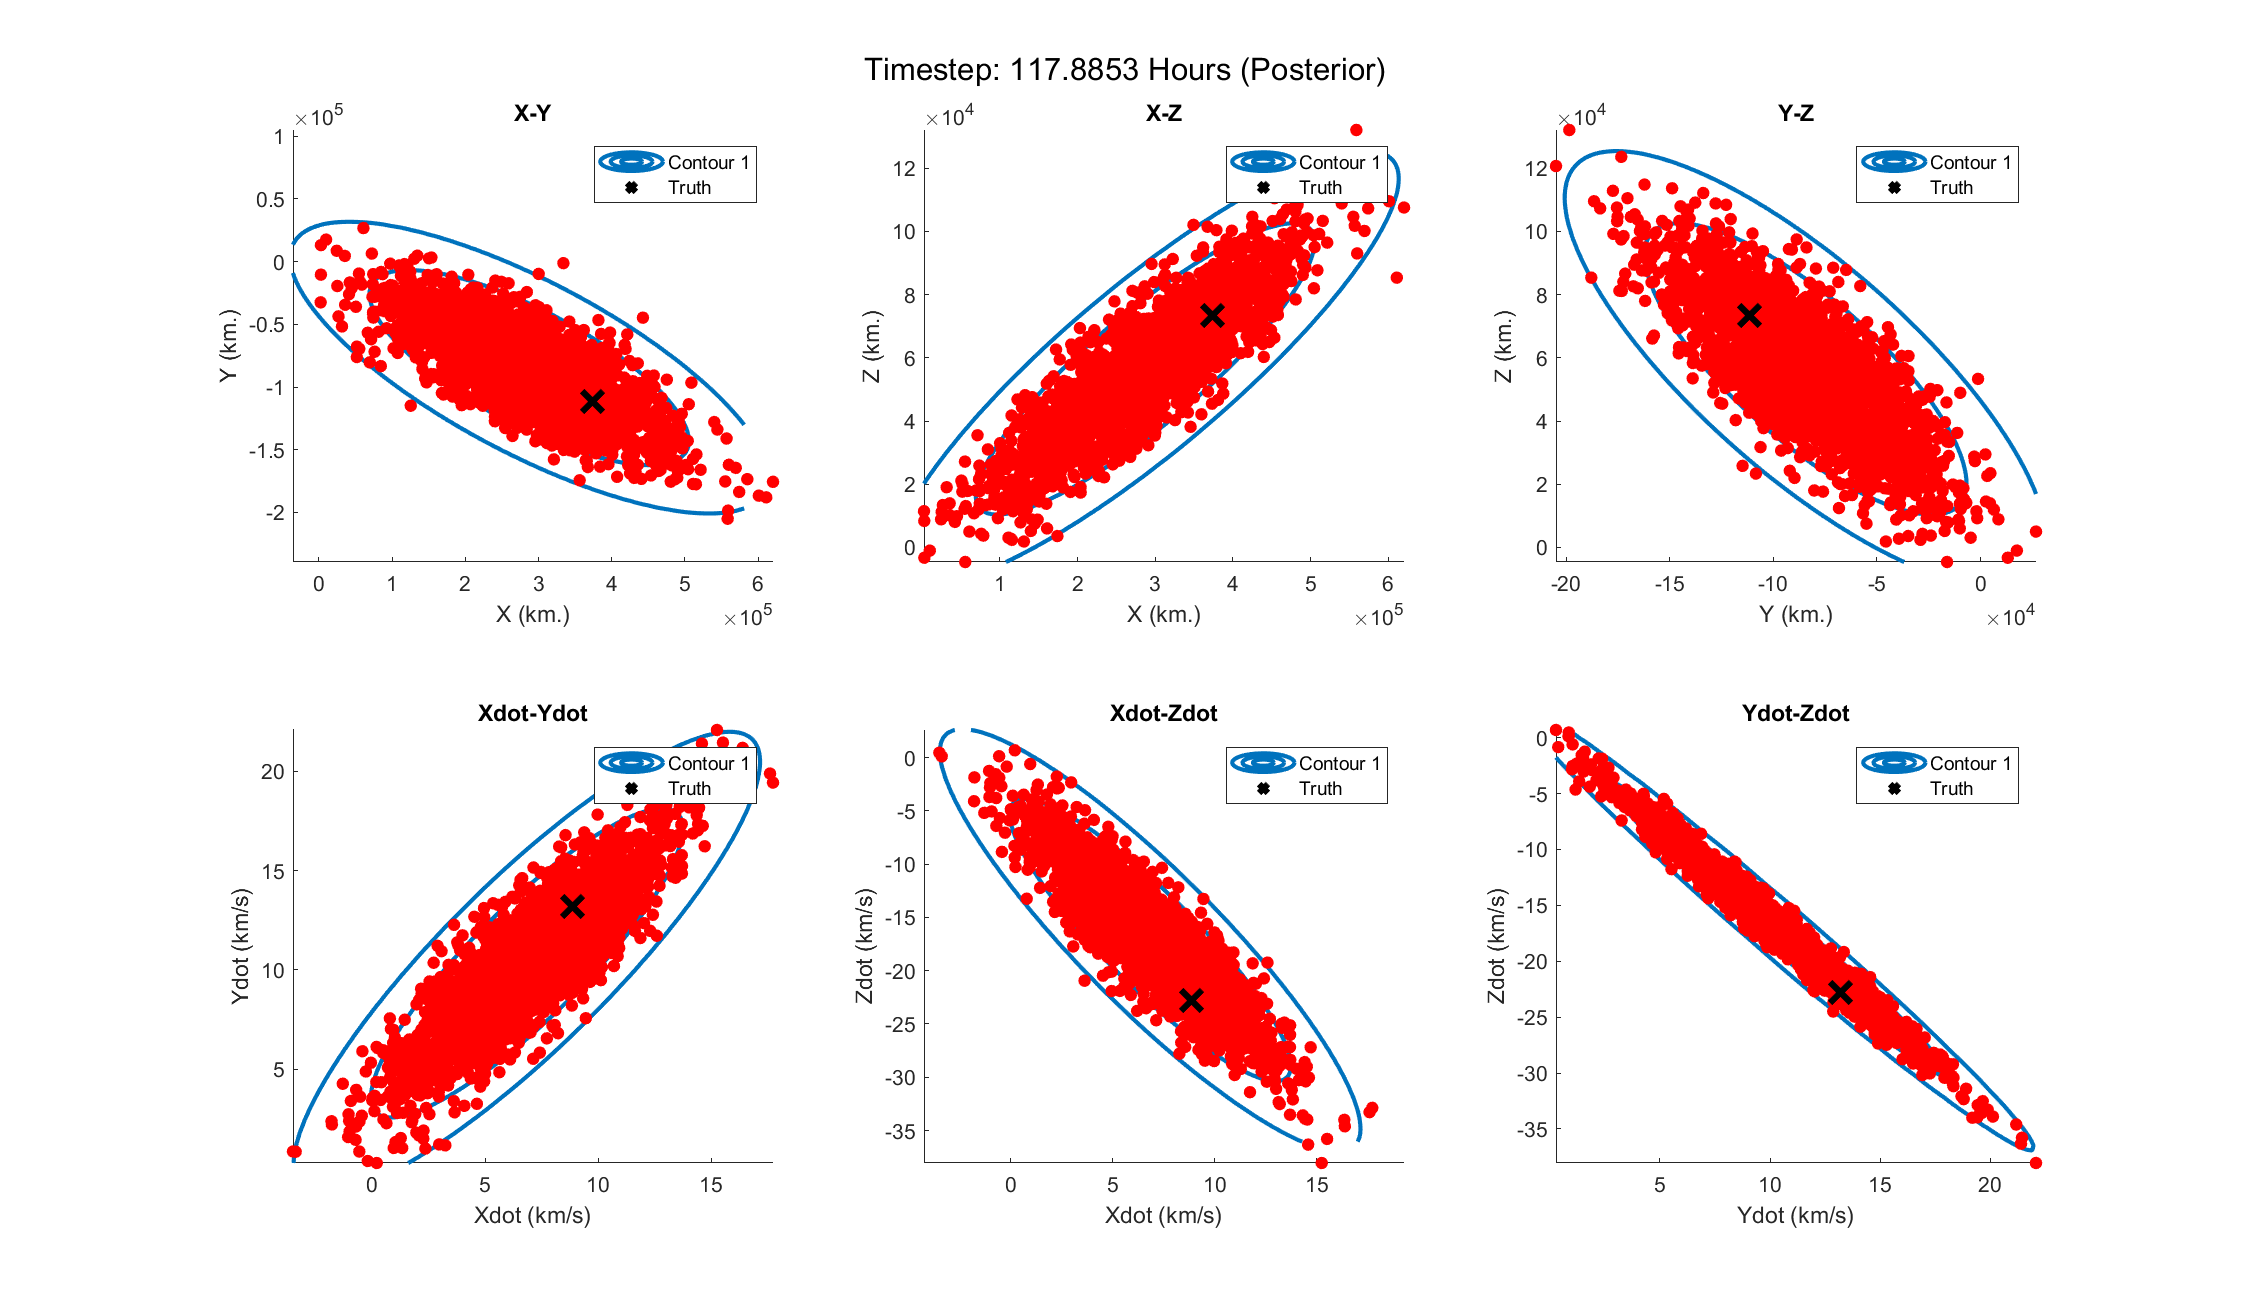 Timestep: 117.8853 Hours (Posterior)
X-Y
×10^5
1
0.5
0
-0.5
-1
-1.5
-2
Y (km.)
0 1 2 3 4 5 6
X (km.)
×10^5
Contour 1
Truth
X-Z
×10^4
12
10
8
6
4
2
0
Z (km.)
1 2 3 4 5 6
X (km.)
×10^5
Contour 1
Truth
Y-Z
×10^4
12
10
8
6
4
2
0
Z (km.)
-20 -15 -10 -5 0
Y (km.)
×10^4
Contour 1
Truth
Xdot-Ydot
20
15
10
5
Ydot (km/s)
0 5 10 15
Xdot (km/s)
Contour 1
Truth
Xdot-Zdot
0
-5
-10
-15
-20
-25
-30
-35
Zdot (km/s)
0 5 10 15
Xdot (km/s)
Contour 1
Truth
Ydot-Zdot
0
-5
-10
-15
-20
-25
-30
-35
Zdot (km/s)
5 10 15 20
Ydot (km/s)
Contour 1
Truth